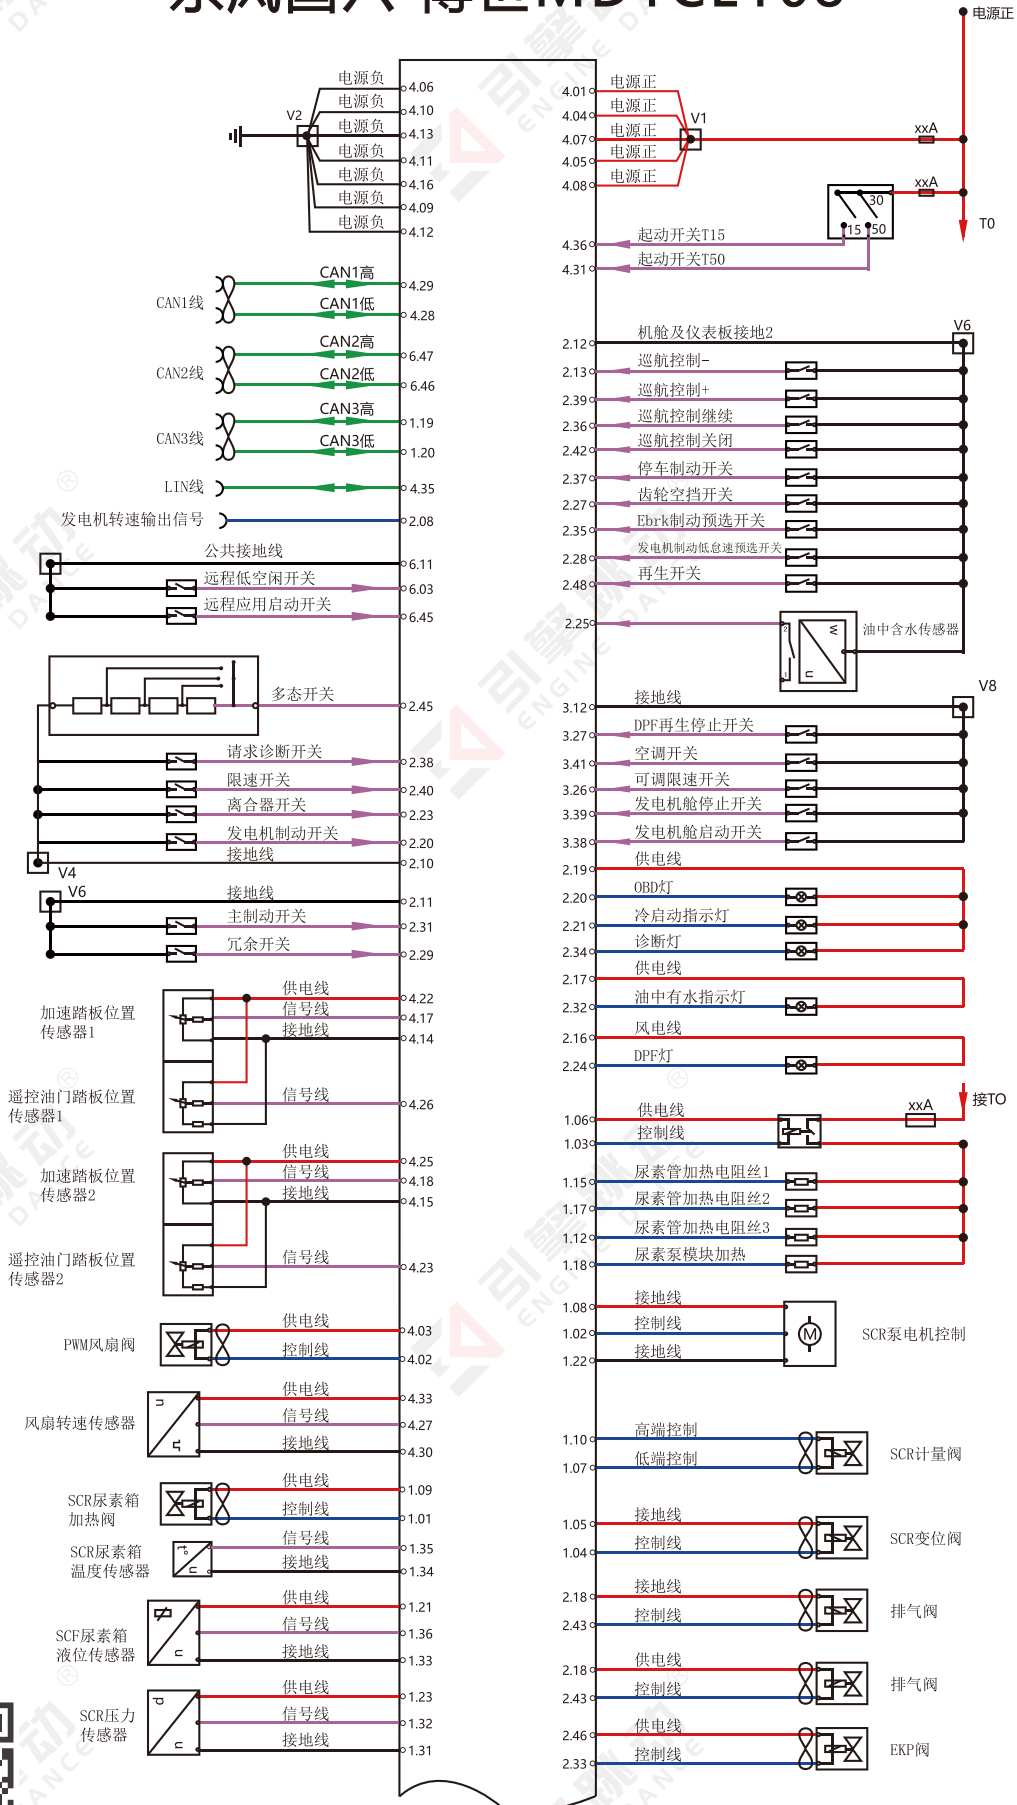 电源正
电源负 4.06
电源负 4.10
V2 电源负 4.13
电源负 4.11
电源负 4.16
电源负 4.09
电源负 4.12
CAN1线
CAN1高 4.29
CAN1低 4.28
CAN2线
CAN2高 6.47
CAN2低 6.46
CAN3线
CAN3高 1.19
CAN3低 1.20
LIN线 4.35
发电机转速输出信号 2.08
公共接地线 6.11
远程低空闲开关 6.03
远程应用启动开关 6.45
多态开关 2.45
请求诊断开关 2.38
限速开关 2.40
离合器开关 2.23
发电机制动开关 2.20
接地线 2.10
V4
V6 接地线 2.11
主制动开关 2.31
冗余开关 2.29
加速踏板位置
传感器1
供电线 4.22
信号线 4.17
接地线 4.14
遥控油门踏板位置
传感器1
信号线 4.26
加速踏板位置
传感器2
供电线 4.25
信号线 4.18
接地线 4.15
遥控油门踏板位置
传感器2
信号线 4.23
PWM风扇阀
供电线 4.03
控制线 4.02
风扇转速传感器
n
供电线 4.33
信号线 4.27
接地线 4.30
SCR尿素箱
加热阀
供电线 1.09
控制线 1.01
SCR尿素箱
温度传感器
t°
u
信号线 1.35
接地线 1.34
SCF尿素箱
液位传感器
u
供电线 1.21
信号线 1.36
接地线 1.33
SCR压力
传感器
p
u
供电线 1.23
信号线 1.32
接地线 1.31
4.01 电源正
4.04 电源正
4.07 电源正 V1 xxA
4.05 电源正
4.08 电源正
xxA
30
15 50
T0
4.36 起动开关T15
4.31 起动开关T50
2.12 机舱及仪表板接地2 V6
2.13 巡航控制-
2.39 巡航控制+
2.36 巡航控制继续
2.42 巡航控制关闭
2.37 停车制动开关
2.27 齿轮空挡开关
2.35 Ebrk制动预选开关
2.28 发电机制动低怠速预选开关
2.48 再生开关
2.25 油中含水传感器
2
1
W
u
3.12 接地线 V8
3.27 DPF再生停止开关
3.41 空调开关
3.26 可调限速开关
3.39 发电机舱停止开关
3.38 发电机舱启动开关
2.19 供电线
2.20 OBD灯
2.21 冷启动指示灯
2.34 诊断灯
2.17 供电线
2.32 油中有水指示灯
2.16 风电线
2.24 DPF灯
接TO
1.06 供电线 xxA
1.03 控制线
1.15 尿素管加热电阻丝1
1.17 尿素管加热电阻丝2
1.12 尿素管加热电阻丝3
1.18 尿素泵模块加热
1.08 接地线
1.02 控制线 M SCR泵电机控制
1.22 接地线
1.10 高端控制
1.07 低端控制
SCR计量阀
1.05 接地线
1.04 控制线
SCR变位阀
2.18 接地线
2.43 控制线
排气阀
2.18 供电线
2.43 控制线
排气阀
2.46 供电线
2.33 控制线
EKP阀